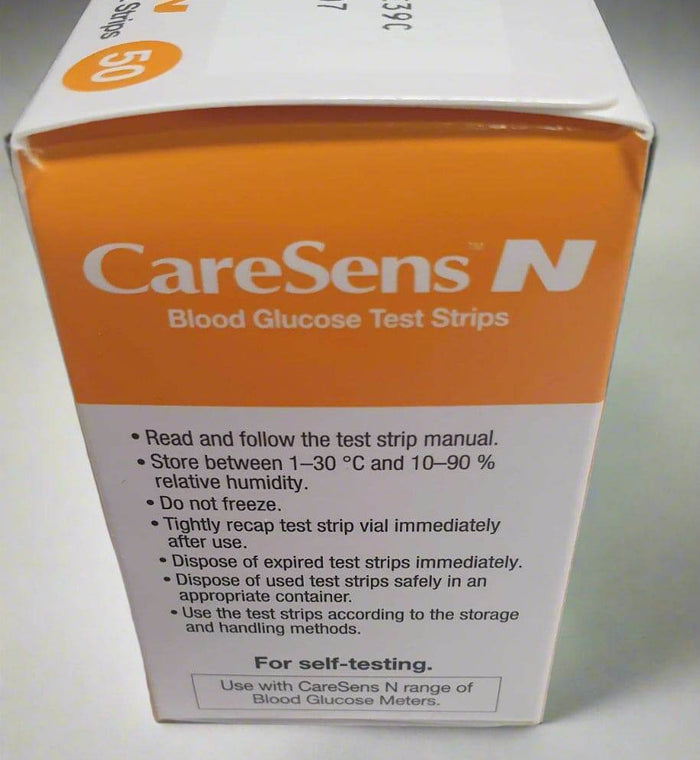 Strips
50
39C
CareSens™ N
Blood Glucose Test Strips
• Read and follow the test strip manual.
• Store between 1–30 °C and 10–90 %
relative humidity.
• Do not freeze.
• Tightly recap test strip vial immediately
after use.
• Dispose of expired test strips immediately.
• Dispose of used test strips safely in an
appropriate container.
• Use the test strips according to the storage
and handling methods.
For self-testing.
Use with CareSens N range of
Blood Glucose Meters.